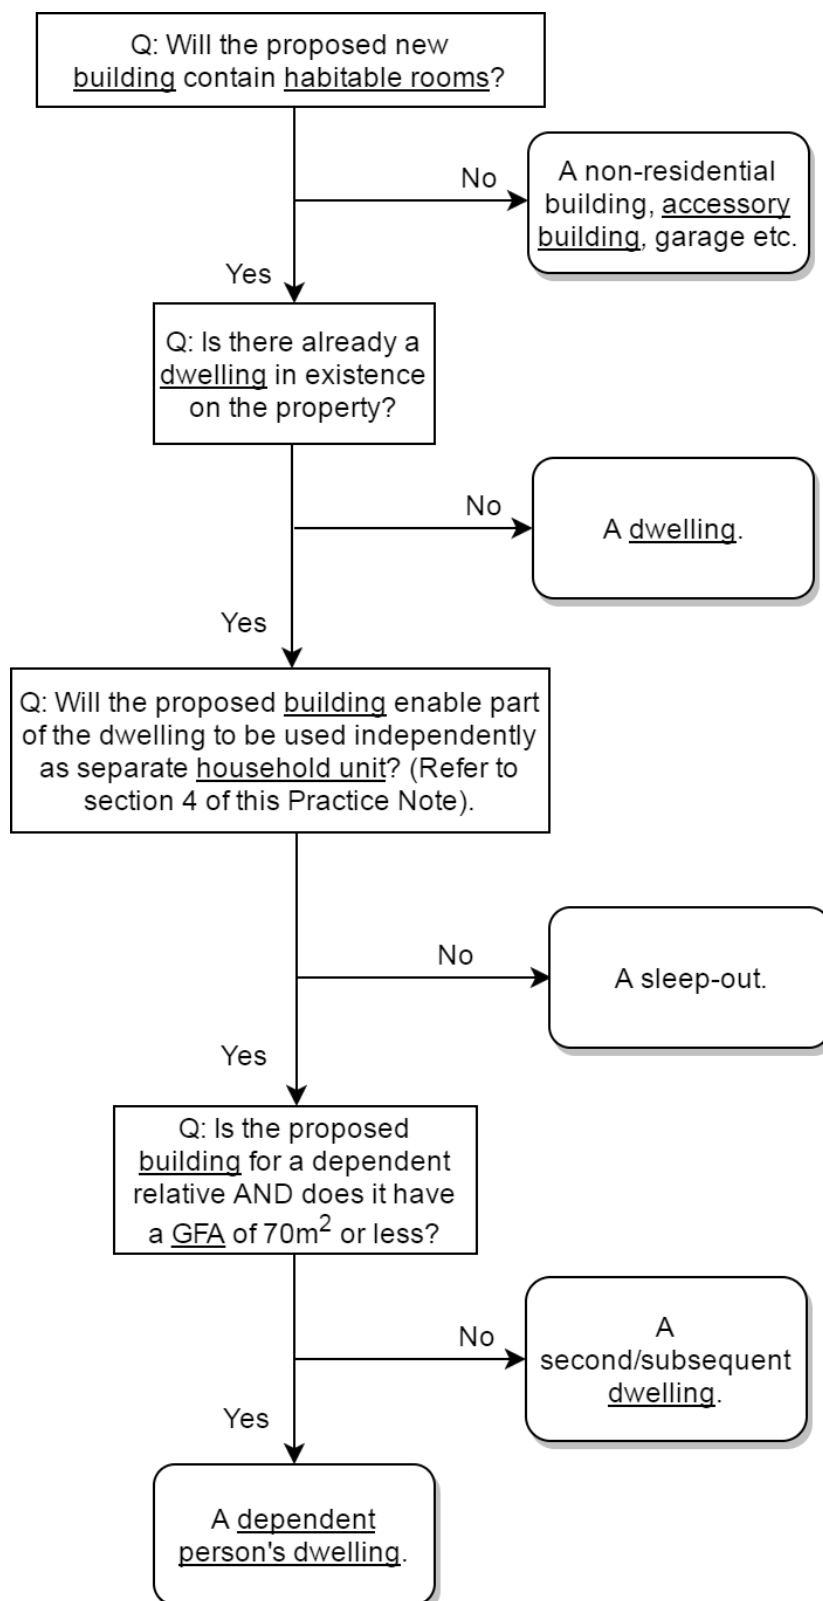 Q: Will the proposed new
building contain habitable rooms?
No
A non-residential
building, accessory
building, garage etc.
Yes
Q: Is there already a
dwelling in existence
on the property?
No
A dwelling.
Yes
Q: Will the proposed building enable part
of the dwelling to be used independently
as separate household unit? (Refer to
section 4 of this Practice Note).
No
A sleep-out.
Yes
Q: Is the proposed
building for a dependent
relative AND does it have
a GFA of 70m² or less?
No
A
second/subsequent
dwelling.
Yes
A dependent
person's dwelling.